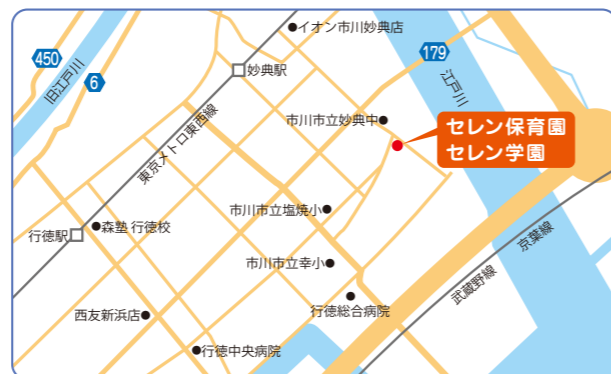 イオン市川妙典店
450
179
旧江戸川
6
妙典駅
江戸川
東京メトロ東西線
市川市立妙典中
セレン保育園
セレン学園
市川市立塩焼小
森塾 行徳校
行徳駅
京葉線
市川市立幸小
武蔵野線
行徳総合病院
西友新浜店
行徳中央病院